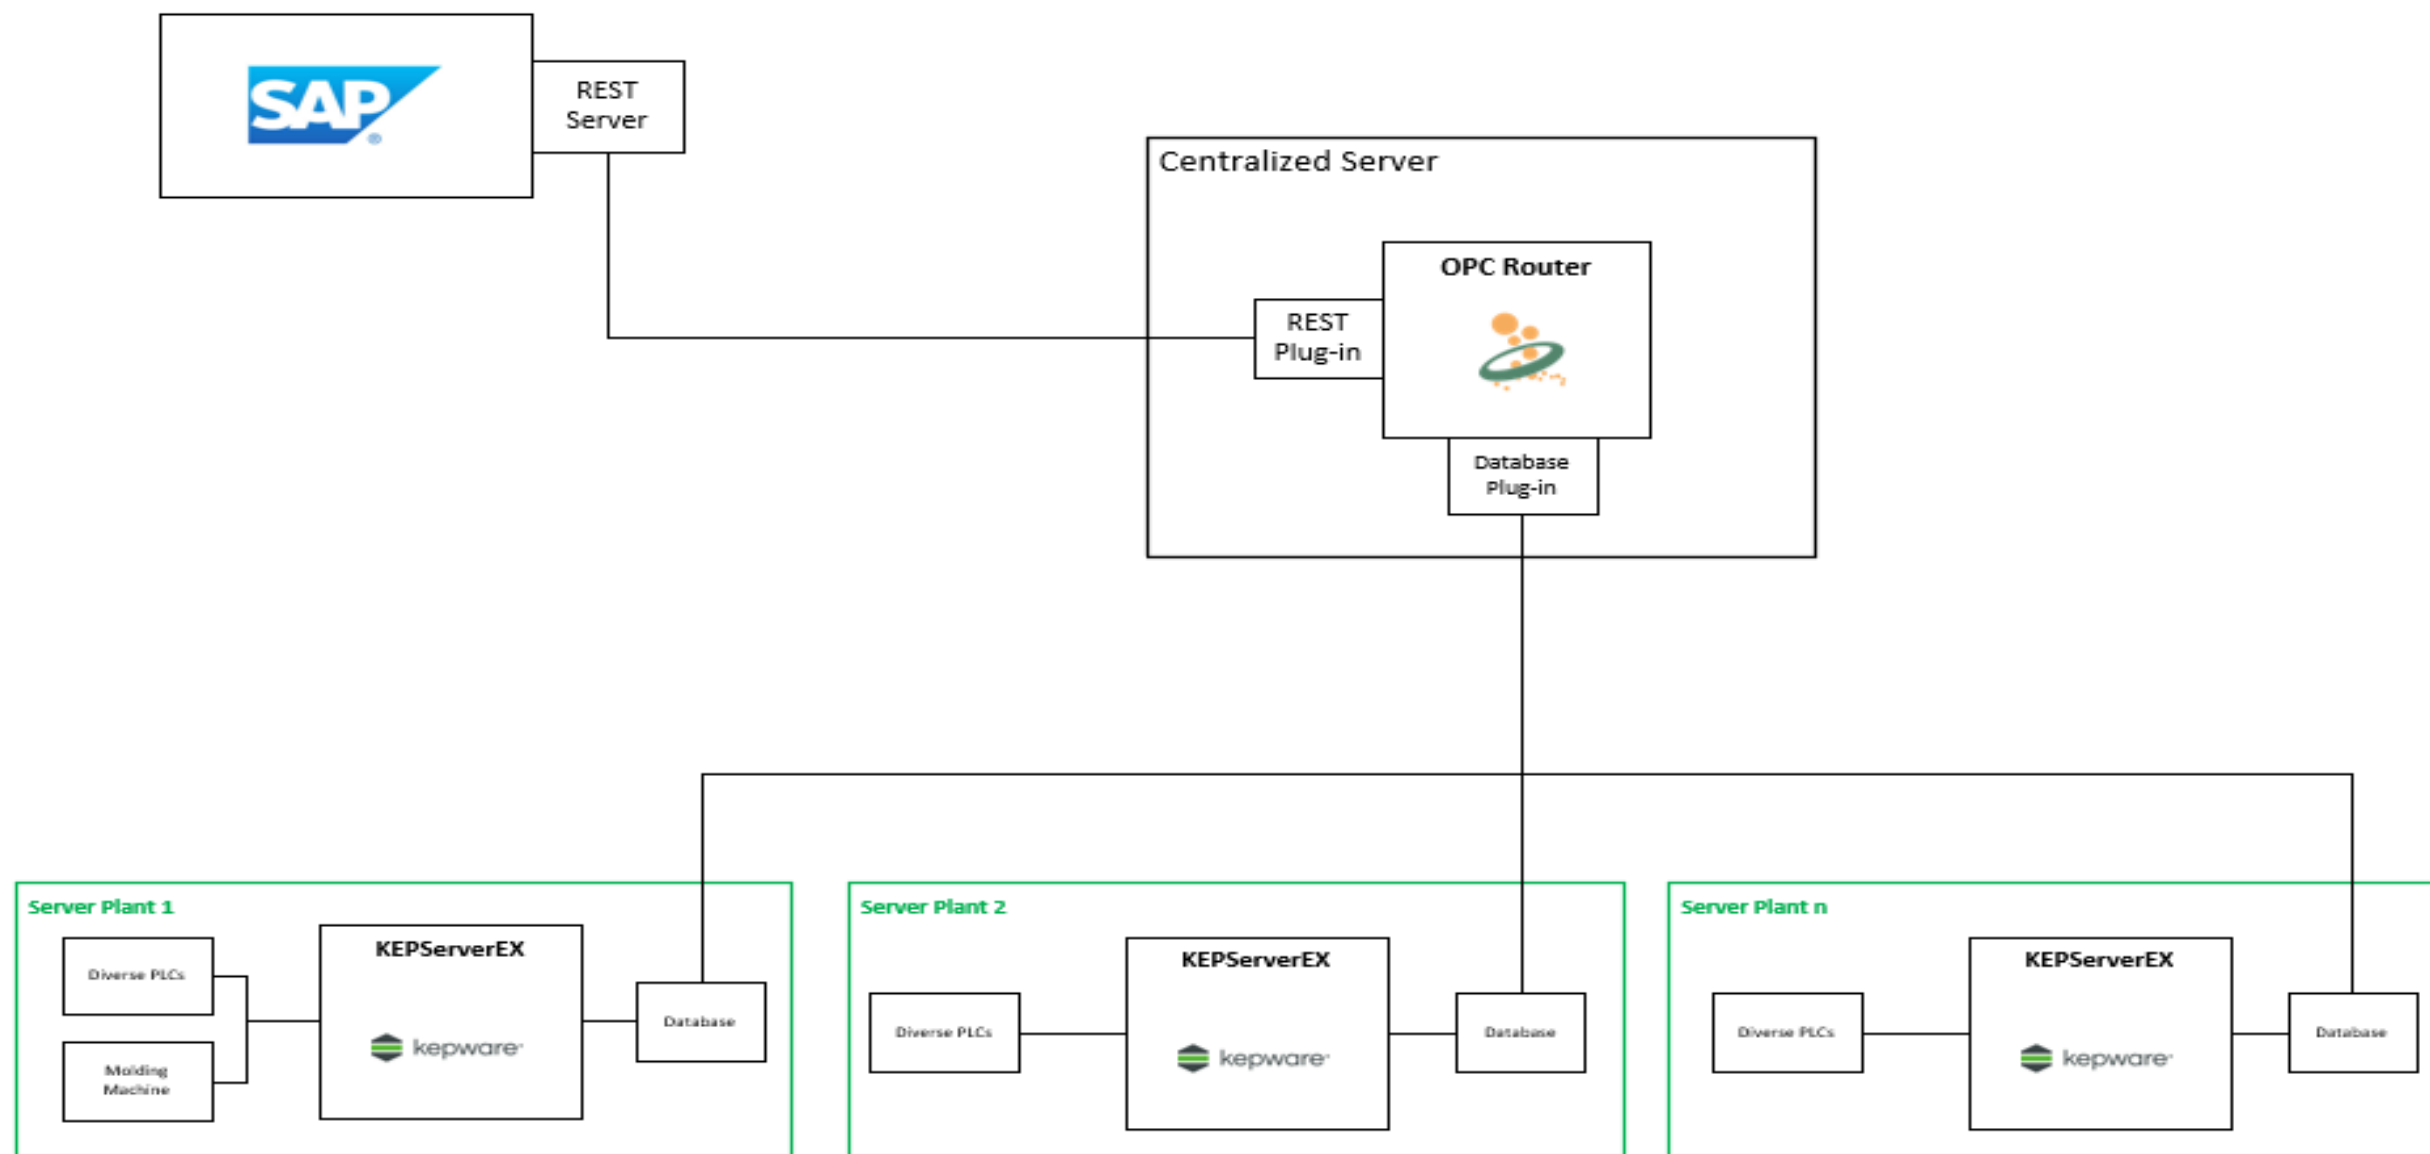 SAP
®
REST
Server
Centralized Server
OPC Router
REST
Plug-in
Database
Plug-in
Server Plant 1
KEPServerEX
Diverse PLCs
kepware
Database
Molding
Machine
Server Plant 2
KEPServerEX
Diverse PLCs
kepware
Database
Server Plant n
KEPServerEX
Diverse PLCs
kepware
Database